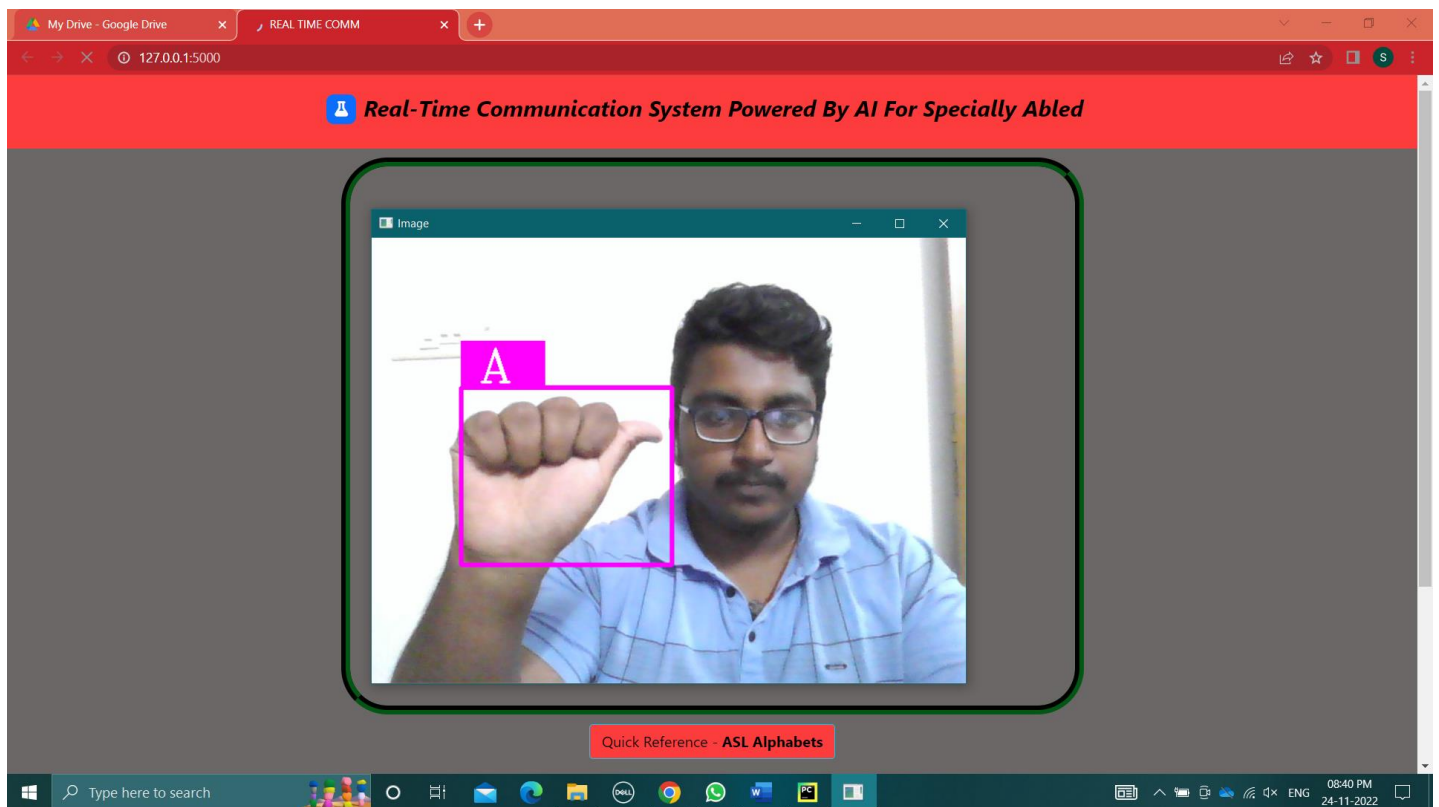 My Drive - Google Drive
REAL TIME COMM
127.0.0.1:5000
S
Real-Time Communication System Powered By AI For Specially Abled
Image
A
Quick Reference - ASL Alphabets
Type here to search
DELL
W
PC
ENG
08:40 PM
24-11-2022